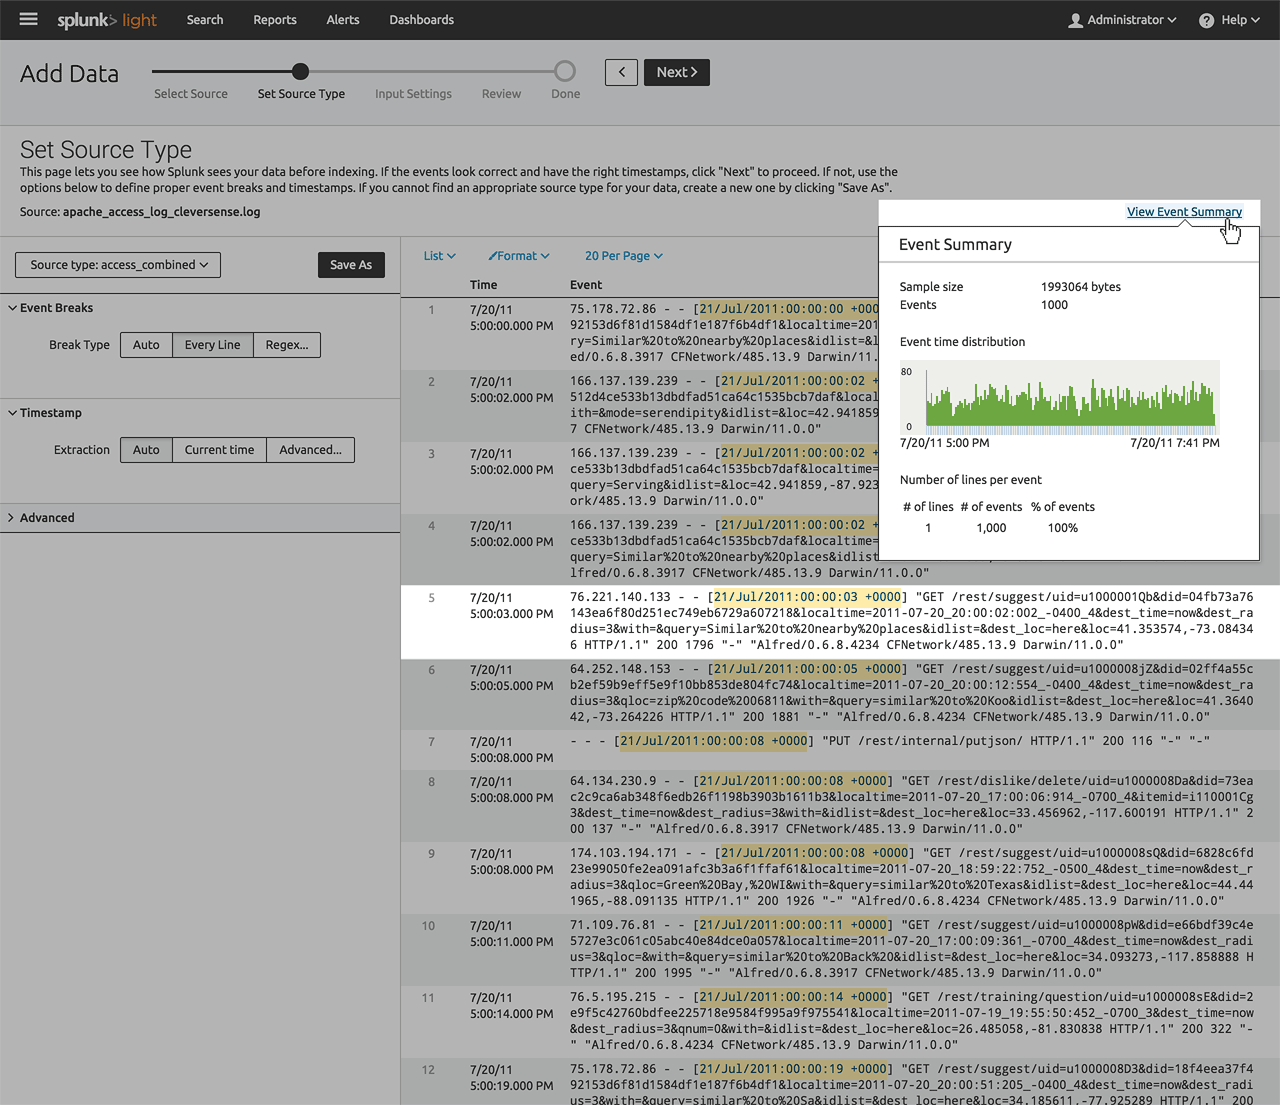 splunk> light Search Reports Alerts Dashboards Administrator Help
Add Data
Select Source Set Source Type Input Settings Review Done
Next
Set Source Type
This page lets you see how Splunk sees your data before indexing. If the events look correct and have the right timestamps, click "Next" to proceed. If not, use the
options below to define proper event breaks and timestamps. If you cannot find an appropriate source type for your data, create a new one by clicking "Save As".
Source: apache_access_log_cleversense.log
View Event Summary
Event Summary
Sample size 1993064 bytes
Events 1000
Event time distribution
80
0
7/20/11 5:00 PM 7/20/11 7:41 PM
Number of lines per event
# of lines # of events % of events
1 1,000 100%
Source type: access_combined Save As
Event Breaks
Break Type Auto Every Line Regex...
Timestamp
Extraction Auto Current time Advanced...
Advanced
List Format 20 Per Page
Time Event
1 7/20/11 5:00:00.000 PM
75.178.72.86 - - [21/Jul/2011:00:00:00 +000
92153d6f81d1584df1e187f6b4df1&localtime=201
ry=Similar%20to%20nearby%20places&idlist=&l
ed/0.6.8.3917 CFNetwork/485.13.9 Darwin/11.
2 7/20/11 5:00:02.000 PM
166.137.139.239 - - [21/Jul/2011:00:00:02 +
512d4ce533b13dbdfad51ca64c1535bcb7daf&local
ith=&mode=serendipity&idlist=&loc=42.941859
7 CFNetwork/485.13.9 Darwin/11.0.0"
3 7/20/11 5:00:02.000 PM
166.137.139.239 - - [21/Jul/2011:00:00:02 +
ce533b13dbdfad51ca64c1535bcb7daf&localtime=
query=Serving&idlist=&loc=42.941859,-87.923
ork/485.13.9 Darwin/11.0.0"
4 7/20/11 5:00:02.000 PM
166.137.139.239 - - [21/Jul/2011:00:00:02 +
ce533b13dbdfad51ca64c1535bcb7daf&localtime=
query=Similar%20to%20nearby%20places&idlist
lfred/0.6.8.3917 CFNetwork/485.13.9 Darwin/11.0.0"
5 7/20/11 5:00:03.000 PM
76.221.140.133 - - [21/Jul/2011:00:00:03 +0000] "GET /rest/suggest/uid=u1000001Qb&did=04fb73a76
143ea6f80d251ec749eb6729a607218&localtime=2011-07-20_20:00:02:002_-0400_4&dest_time=now&dest_ra
dius=3&with=&query=Similar%20to%20nearby%20places&idlist=&dest_loc=here&loc=41.353574,-73.08434
6 HTTP/1.1" 200 1796 "-" "Alfred/0.6.8.4234 CFNetwork/485.13.9 Darwin/11.0.0"
6 7/20/11 5:00:05.000 PM
64.252.148.153 - - [21/Jul/2011:00:00:05 +0000] "GET /rest/suggest/uid=u1000008jZ&did=02ff4a55c
b2ef59b9eff5e9f10bb853de804fc74&localtime=2011-07-20_20:00:12:554_-0400_4&dest_time=now&dest_ra
dius=3&qloc=zip%20code%2006811&with=&query=similar%20to%20Koo&idlist=&dest_loc=here&loc=41.3640
42,-73.264226 HTTP/1.1" 200 1881 "-" "Alfred/0.6.8.4234 CFNetwork/485.13.9 Darwin/11.0.0"
7 7/20/11 5:00:08.000 PM
- - - [21/Jul/2011:00:00:08 +0000] "PUT /rest/internal/putjson/ HTTP/1.1" 200 116 "-" "-"
8 7/20/11 5:00:08.000 PM
64.134.230.9 - - [21/Jul/2011:00:00:08 +0000] "GET /rest/dislike/delete/uid=u1000008Da&did=73ea
c2c9ca6ab348f6edb26f1198b3903b1611b3&localtime=2011-07-20_17:00:06:914_-0700_4&itemid=i110001Cg
3&dest_time=now&dest_radius=3&with=&idlist=&dest_loc=here&loc=33.456962,-117.600191 HTTP/1.1" 2
00 137 "-" "Alfred/0.6.8.3917 CFNetwork/485.13.9 Darwin/11.0.0"
9 7/20/11 5:00:08.000 PM
174.103.194.171 - - [21/Jul/2011:00:00:08 +0000] "GET /rest/suggest/uid=u1000008sQ&did=6828c6fd
23e99050fe2ea091afc3b3a6f1ffaf61&localtime=2011-07-20_18:59:22:752_-0500_4&dest_time=now&dest_r
adius=3&qloc=Green%20Bay,%20WI&with=&query=similar%20to%20Texas&idlist=&dest_loc=here&loc=44.44
1965,-88.091135 HTTP/1.1" 200 1926 "-" "Alfred/0.6.8.4234 CFNetwork/485.13.9 Darwin/11.0.0"
10 7/20/11 5:00:11.000 PM
71.109.76.81 - - [21/Jul/2011:00:00:11 +0000] "GET /rest/suggest/uid=u1000008pW&did=e66bdf39c4e
5727e3c061c05abc40e84dce0a057&localtime=2011-07-20_17:00:09:361_-0700_4&dest_time=now&dest_radi
us=3&qloc=&with=&query=similar%20to%20Back%20&idlist=&dest_loc=here&loc=34.093273,-117.858888 H
TTP/1.1" 200 1995 "-" "Alfred/0.6.8.3917 CFNetwork/485.13.9 Darwin/11.0.0"
11 7/20/11 5:00:14.000 PM
76.5.195.215 - - [21/Jul/2011:00:00:14 +0000] "GET /rest/training/question/uid=u1000008sE&did=2
e9f5c42760bdfee225718e9584f995a9f975541&localtime=2011-07-19_19:55:50:452_-0700_3&dest_time=now
&dest_radius=3&qnum=0&with=&idlist=&dest_loc=here&loc=26.485058,-81.830838 HTTP/1.1" 200 322 "-
" "Alfred/0.6.8.4234 CFNetwork/485.13.9 Darwin/11.0.0"
12 7/20/11 5:00:19.000 PM
75.178.72.86 - - [21/Jul/2011:00:00:19 +0000] "GET /rest/suggest/uid=u1000008D3&did=18f4eea37f4
92153d6f81d1584df1e187f6b4df1&localtime=2011-07-20_20:00:51:205_-0400_4&dest_time=now&dest_radi
us=3&with=&query=similar%20to%20Sa&idlist=&dest_loc=here&loc=34.185611,-77.925289 HTTP/1.1" 200